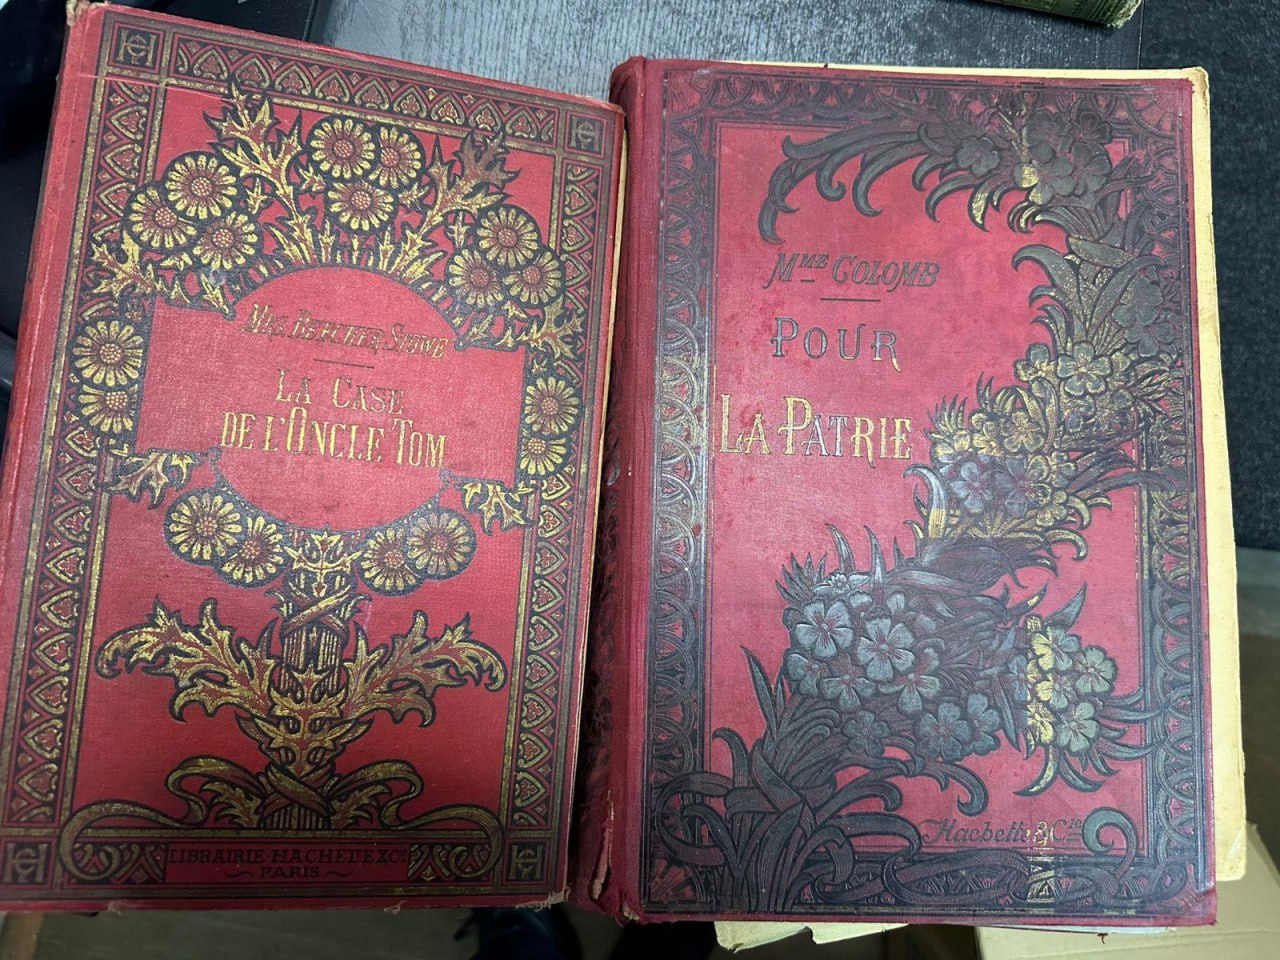 Mrs. Beecher Stowe
La Case
de l'Oncle Tom
Librairie-Hachette & Cie
Paris
Mme Colomb
Pour
La Patrie
Hachette & Cie